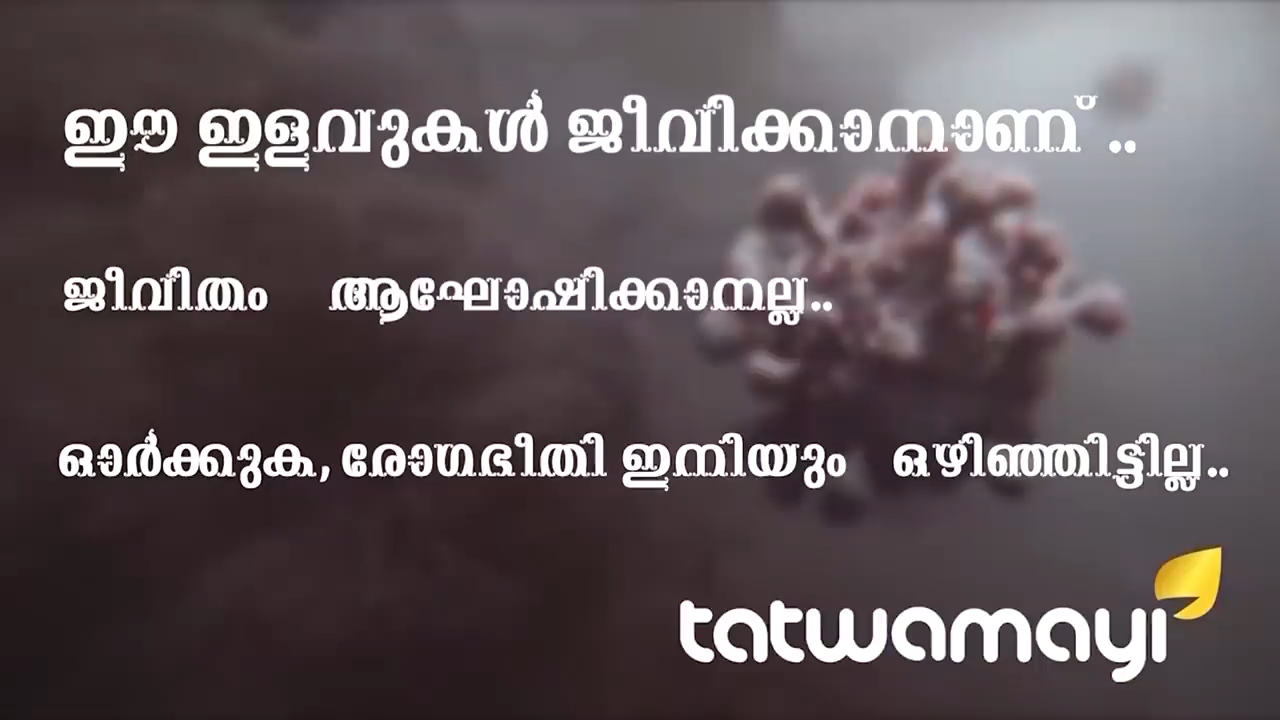 ഈ ഇളവുകൾ ജീവിക്കാനാണ് ..
ജീവിതം ആഘോഷിക്കാനല്ല..
ഓർക്കുക, രോഗഭീതി ഇനിയും ഒഴിഞ്ഞിട്ടില്ല..
tatwamayi